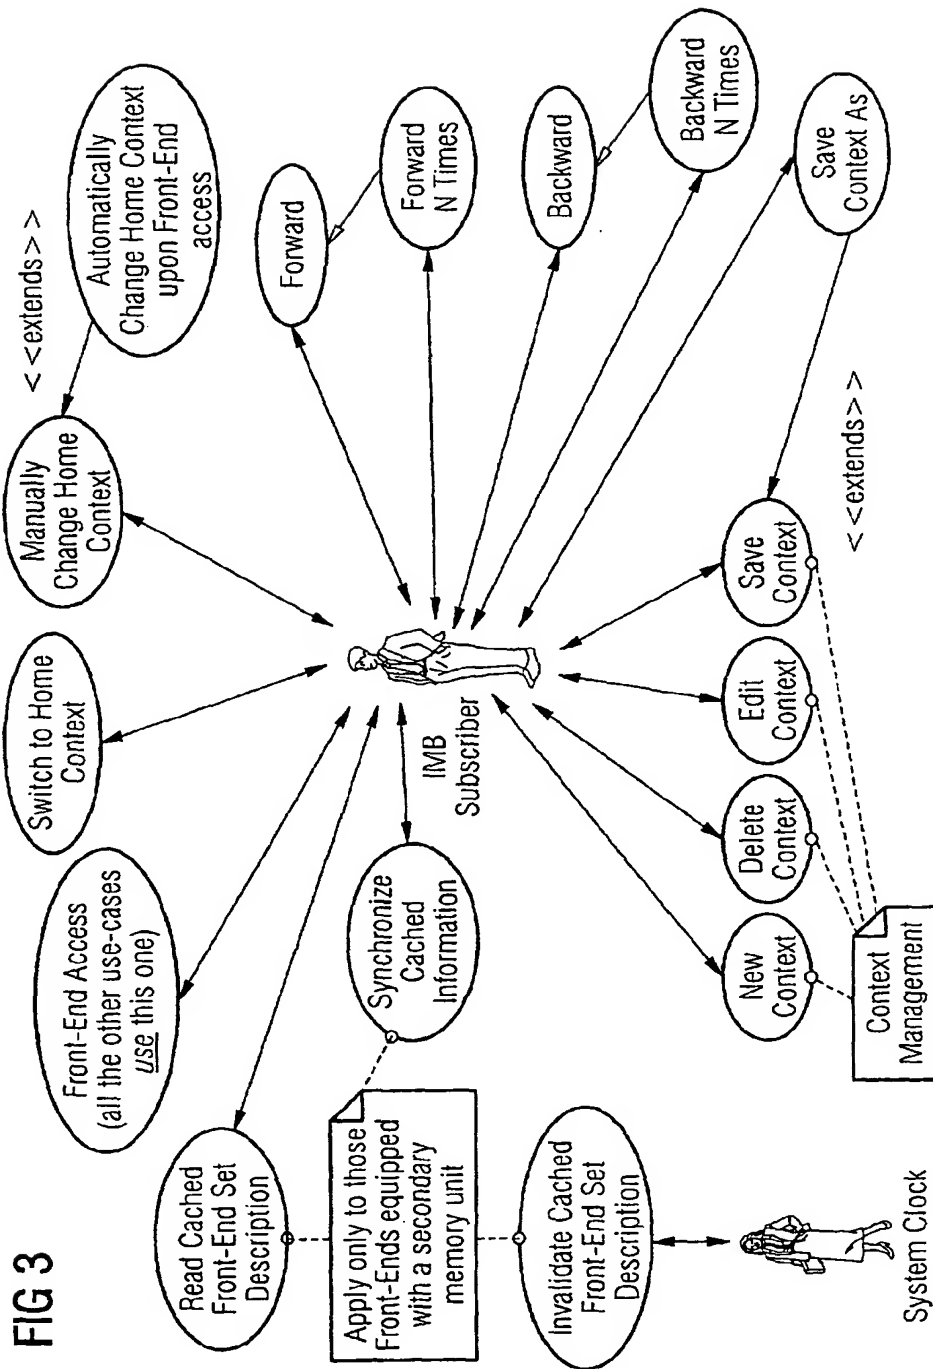 FIG 3
Front-End Access
(all the other use-cases
use this one)
Switch to Home
Context
Manually
Change Home
Context
< <extends> >
Automatically
Change Home Context
upon Front-End
access
Read Cached
Front-End Set
Description
Synchronize
Cached
Information
IMB
Subscriber
Forward
Forward
N Times
Apply only to those
Front-Ends equipped
with a secondary
memory unit
Backward
Backward
N Times
Invalidate Cached
Front-End Set
Description
New
Context
Delete
Context
Edit
Context
Save
Context
Save
Context As
< <extends> >
Context
Management
System Clock